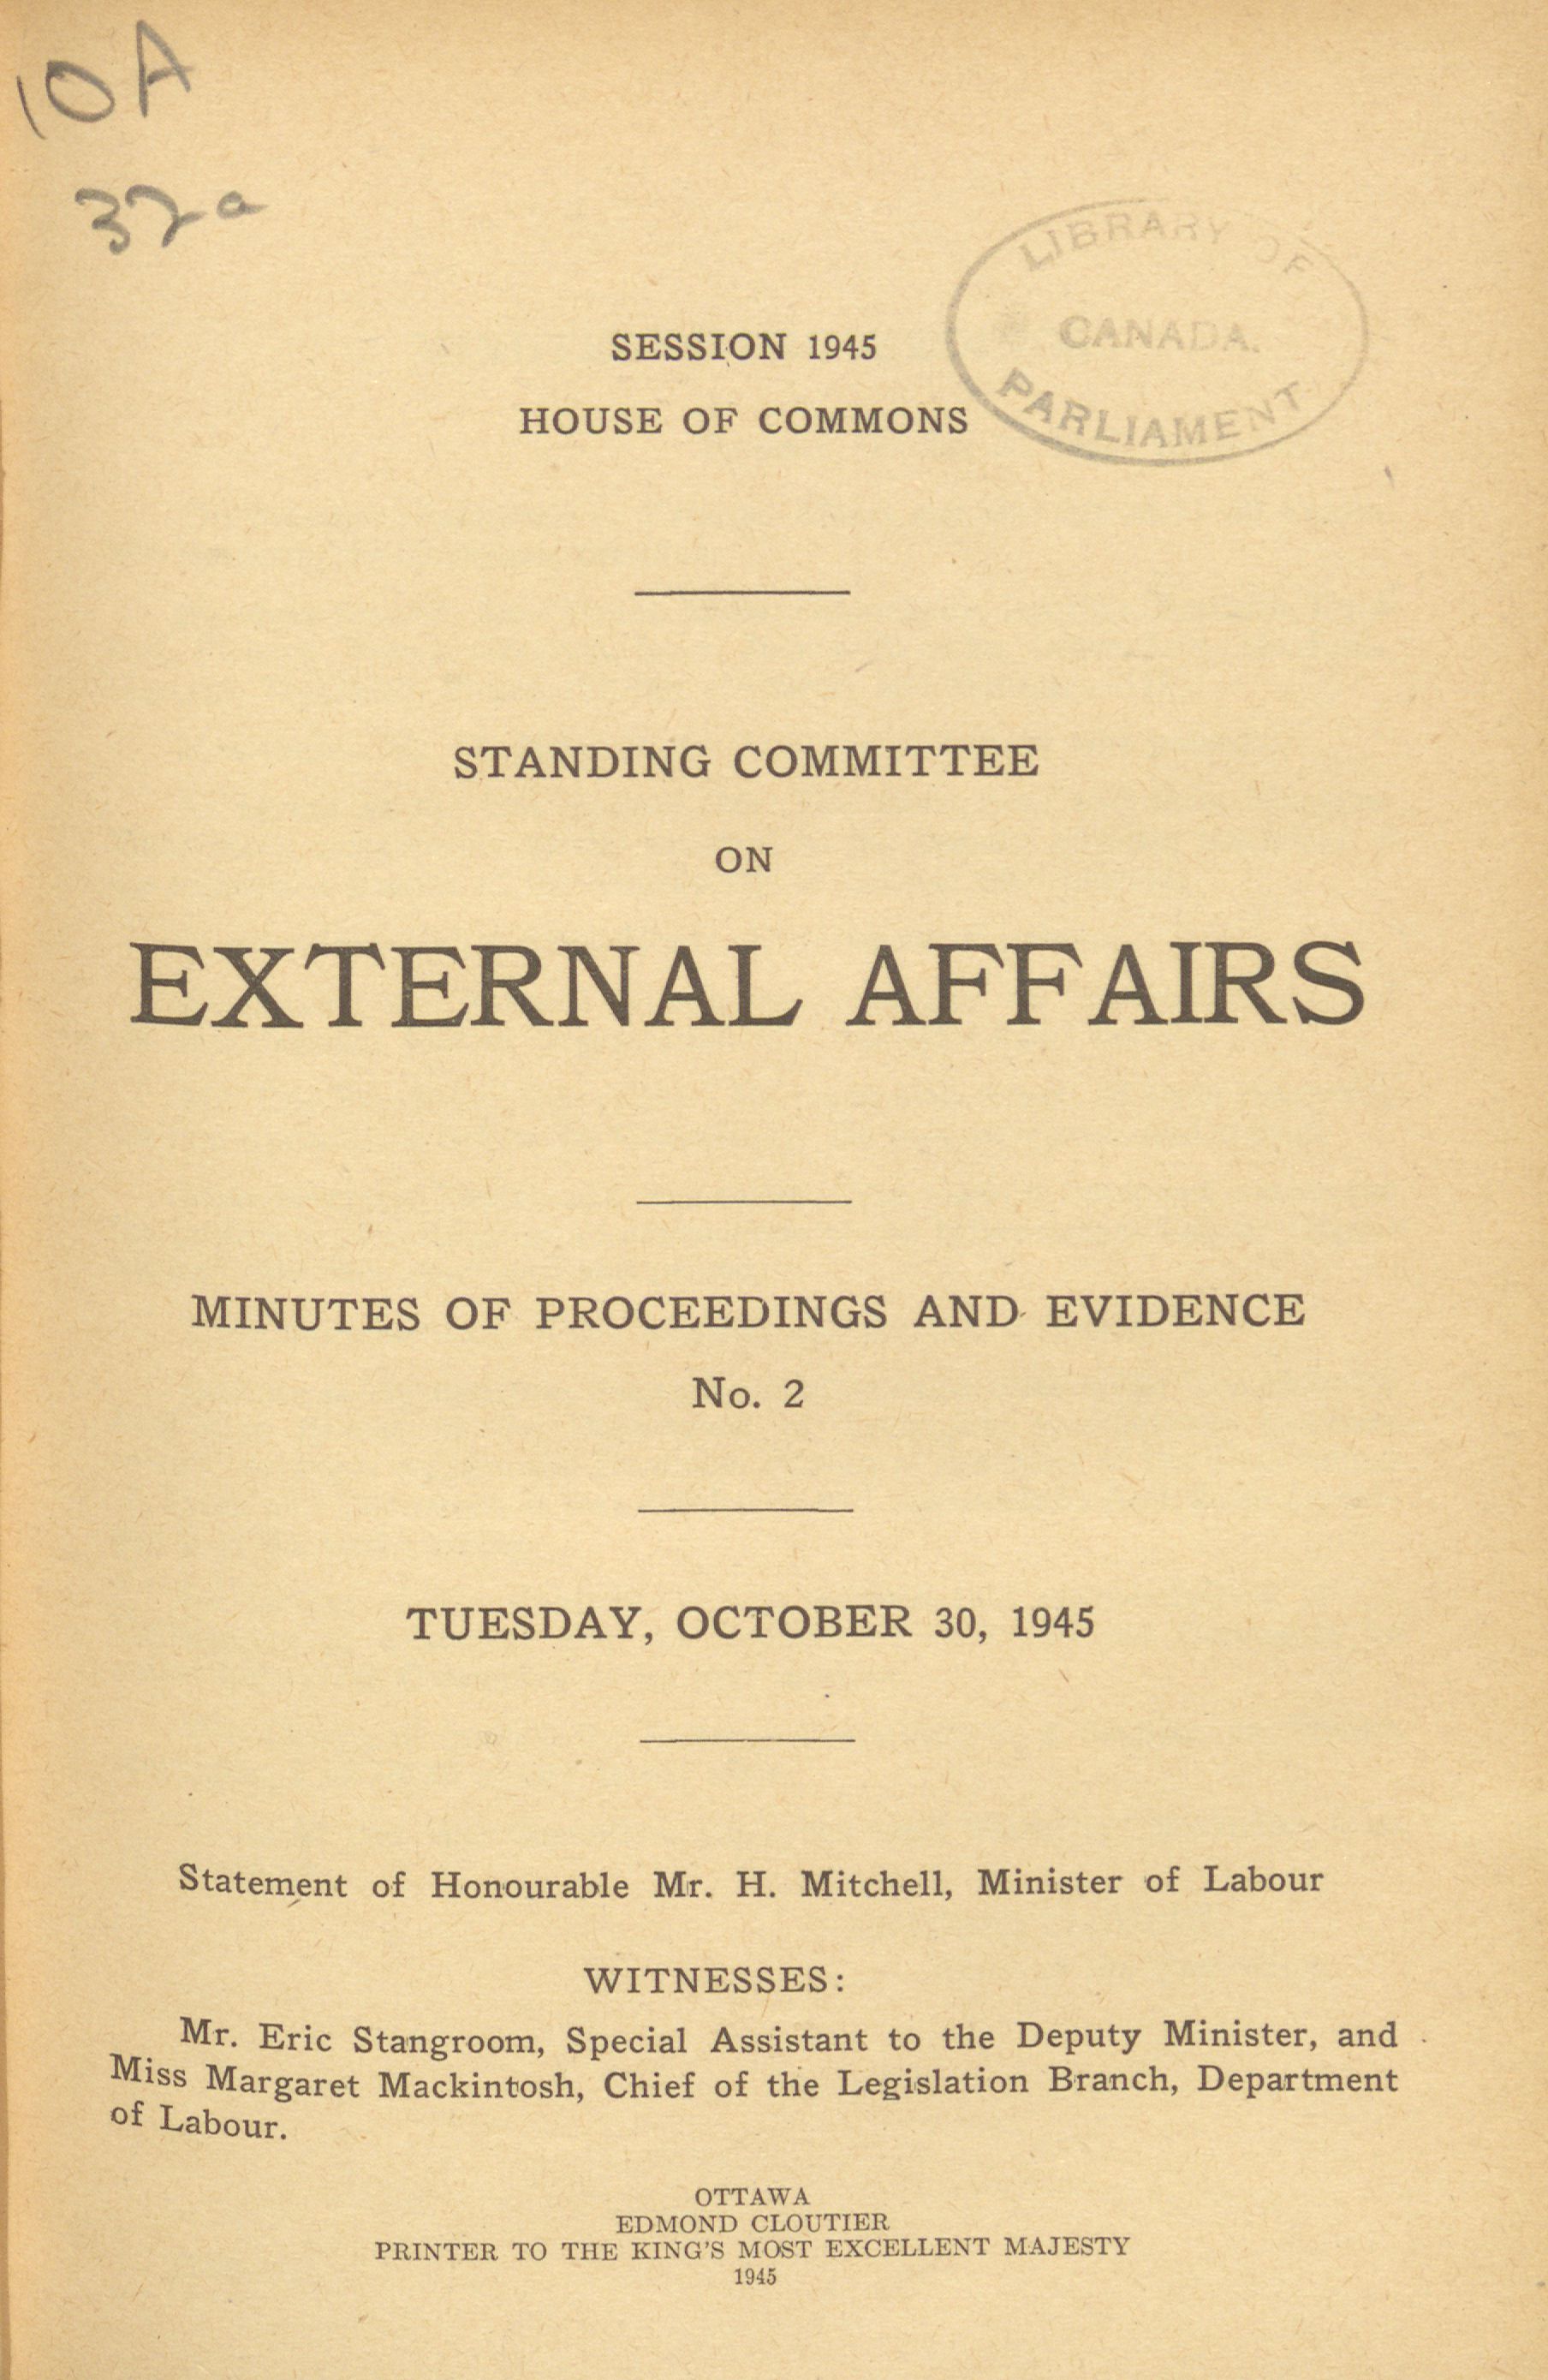 10A
32a
LIBRARY OF
CANADA.
PARLIAMENT
SESSION 1945
HOUSE OF COMMONS
STANDING COMMITTEE
ON
EXTERNAL AFFAIRS
MINUTES OF PROCEEDINGS AND EVIDENCE
No. 2
TUESDAY, OCTOBER 30, 1945
Statement of Honourable Mr. H. Mitchell, Minister of Labour
WITNESSES:
Mr. Eric Stangroom, Special Assistant to the Deputy Minister, and
Miss Margaret Mackintosh, Chief of the Legislation Branch, Department
of Labour.
OTTAWA
EDMOND CLOUTIER
PRINTER TO THE KING'S MOST EXCELLENT MAJESTY
1945